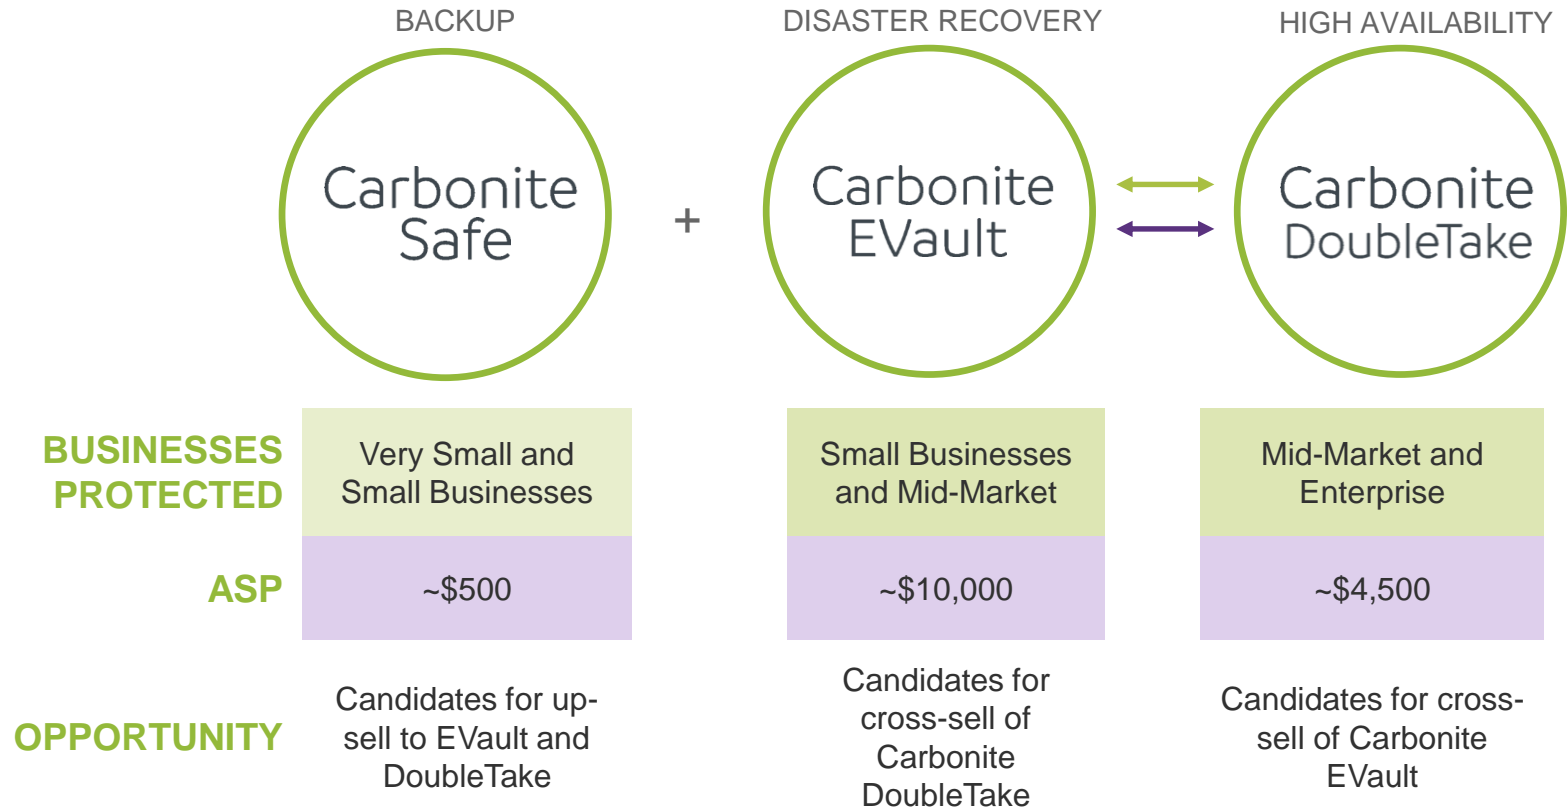 BACKUP
DISASTER RECOVERY
HIGH AVAILABILITY
Carbonite
Safe
+
Carbonite
EVault
Carbonite
DoubleTake
BUSINESSES
PROTECTED
Very Small and
Small Businesses
Small Businesses
and Mid-Market
Mid-Market and
Enterprise
ASP
~$500
~$10,000
~$4,500
OPPORTUNITY
Candidates for up-
sell to EVault and
DoubleTake
Candidates for
cross-sell of
Carbonite
DoubleTake
Candidates for cross-
sell of Carbonite
EVault